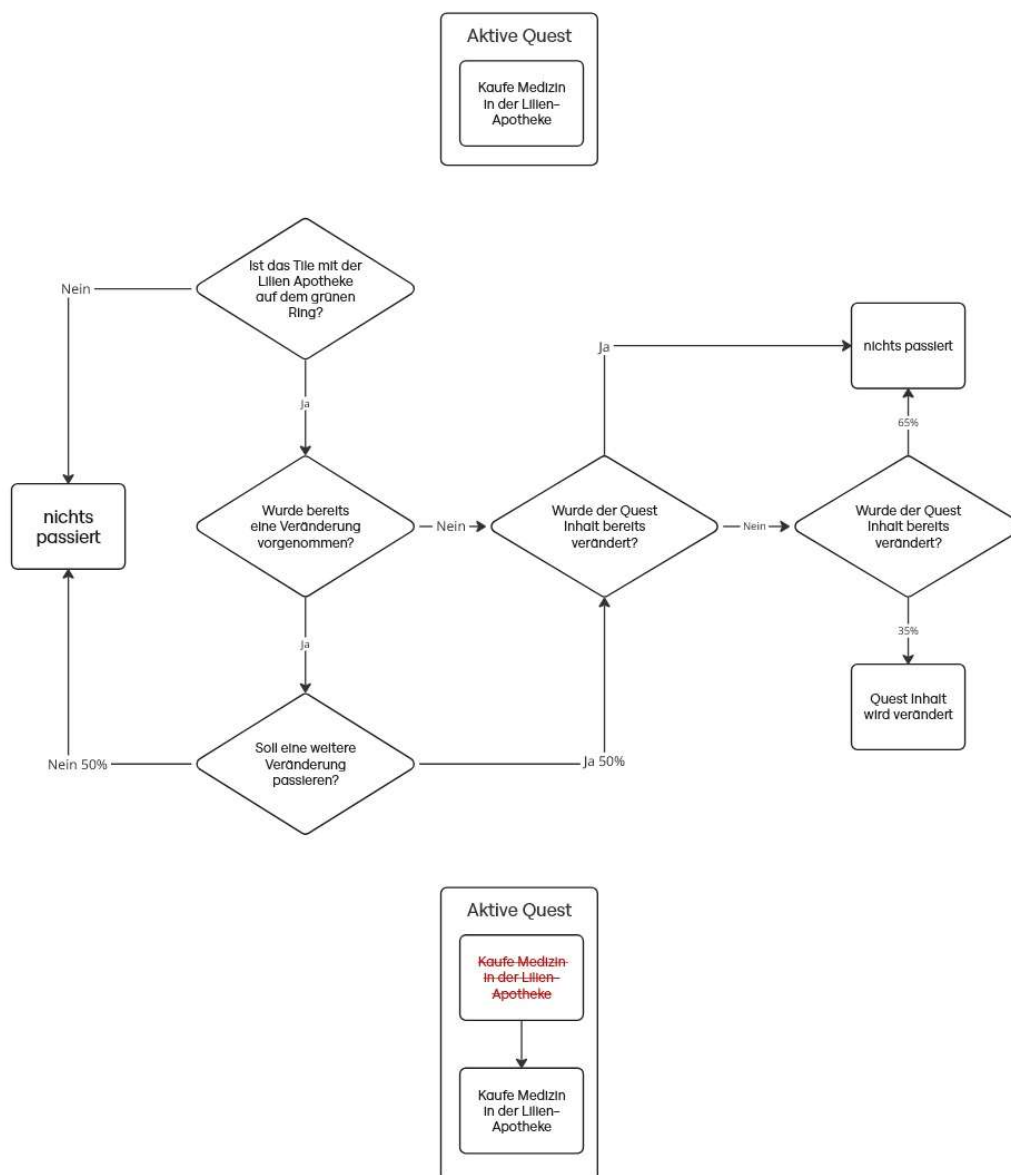 Aktive Quest
Kaufe Medizin
in der Lilien-
Apotheke
Ist das Tile mit der
Lilien Apotheke
auf dem grünen
Ring?
Nein
Ja
nichts
passiert
Wurde bereits
eine Veränderung
vorgenommen?
Nein
Ja
Soll eine weitere
Veränderung
passieren?
Nein 50%
Ja 50%
Wurde der Quest
Inhalt bereits
verändert?
Ja
Nein
nichts passiert
65%
Wurde der Quest
Inhalt bereits
verändert?
35%
Quest Inhalt
wird verändert
Aktive Quest
Kaufe Medizin
in der Lilien-
Apotheke
Kaufe Medizin
in der Lilien-
Apotheke